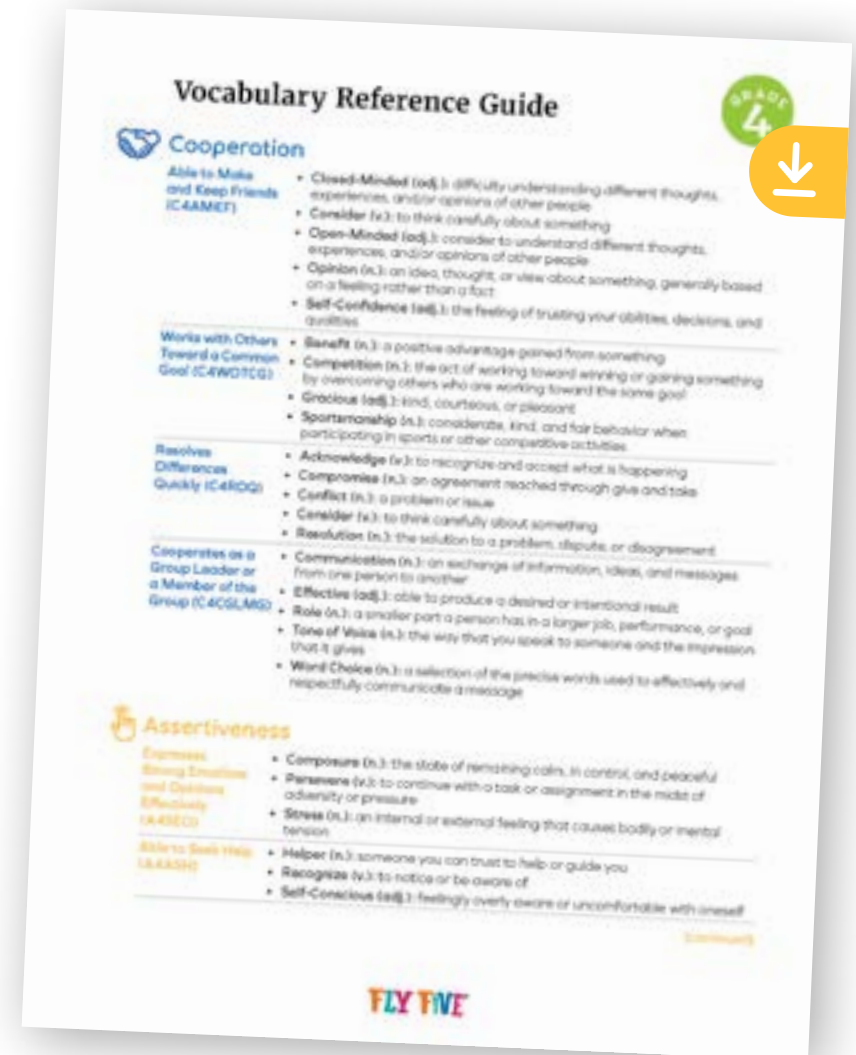 Vocabulary Reference Guide
GRADE
4
Cooperation
Able to Make
and Keep Friends
(C4AMKF)
• Closed-Minded (adj.): difficulty understanding different thoughts,
experiences, and/or opinions of other people
• Consider (v.): to think carefully about something
• Open-Minded (adj.): consider to understand different thoughts,
experiences, and/or opinions of other people
• Opinion (n.): an idea, thought, or view about something, generally based
on a feeling rather than a fact
• Self-Confidence (adj.): the feeling of trusting your abilities, decisions, and
qualities
Works with Others
Toward a Common
Goal (C4WOTCG)
• Benefit (n.): a positive advantage gained from something
• Competition (n.): the act of working toward winning or gaining something
by overcoming others who are working toward the same goal
• Gracious (adj.): kind, courteous, or pleasant
• Sportsmanship (n.): considerate, kind, and fair behavior when
participating in sports or other competitive activities
Resolves
Differences
Quickly (C4RDQ)
• Acknowledge (v.): to recognize and accept what is happening
• Compromise (n.): an agreement reached through give and take
• Conflict (n.): a problem or issue
• Consider (v.): to think carefully about something
• Resolution (n.): the solution to a problem, dispute, or disagreement
Cooperates as a
Group Leader or
a Member of the
Group (C4CGLMG)
• Communication (n.): an exchange of information, ideas, and messages
from one person to another
• Effective (adj.): able to produce a desired or intentional result
• Role (n.): a smaller part a person has in a larger job, performance, or goal
• Tone of Voice (n.): the way that you speak to someone and the impression
that it gives
• Word Choice (n.): a selection of the precise words used to effectively and
respectfully communicate a message
Assertiveness
Expresses
Strong Emotions
and Opinions
Effectively
• Composure (n.): the state of remaining calm, in control, and peaceful
• Persevere (v.): to continue with a task or assignment in the midst of
adversity or pressure
• Stress (n.): an internal or external feeling that causes bodily or mental
tension
Able to Seek Help
(A4ASH)
• Helper (n.): someone you can trust to help or guide you
• Recognize (v.): to notice or be aware of
• Self-Conscious (adj.): feelingly overly aware or uncomfortable with oneself
(continued)
FLY FIVE